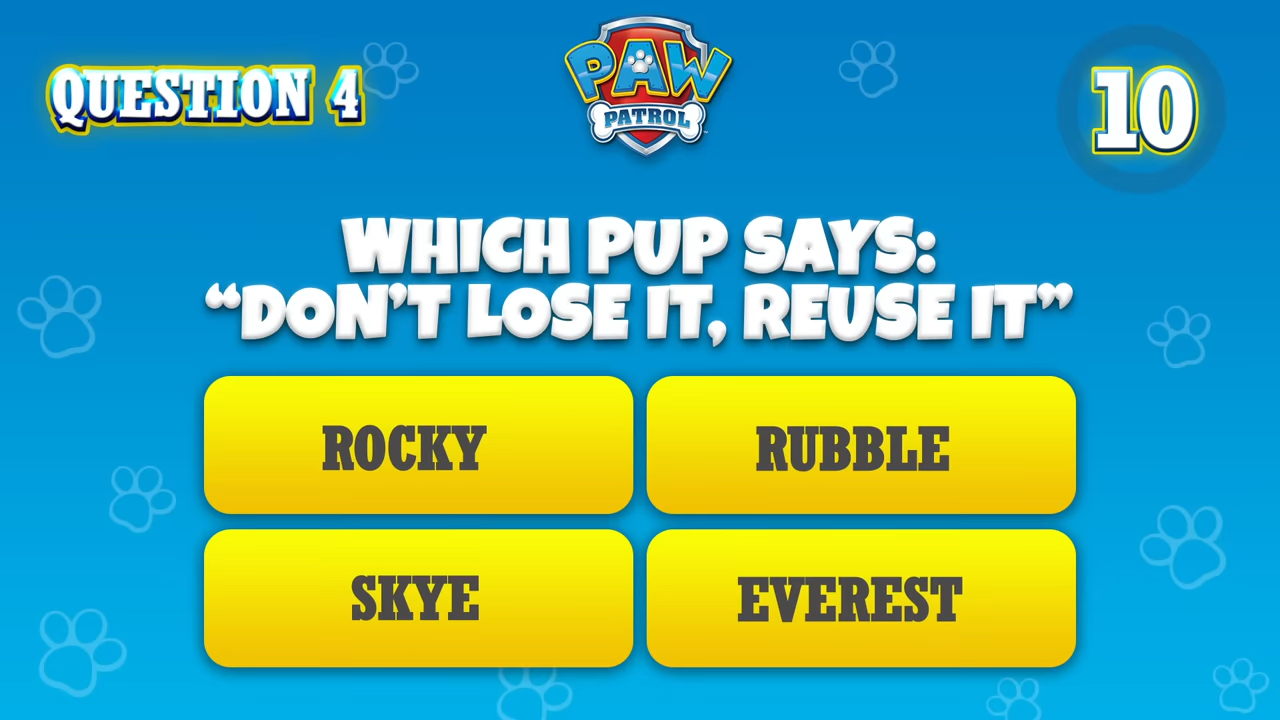 QUESTION 4
PAW
PATROL
10
WHICH PUP SAYS:
“DON’T LOSE IT, REUSE IT”
ROCKY
RUBBLE
SKYE
EVEREST